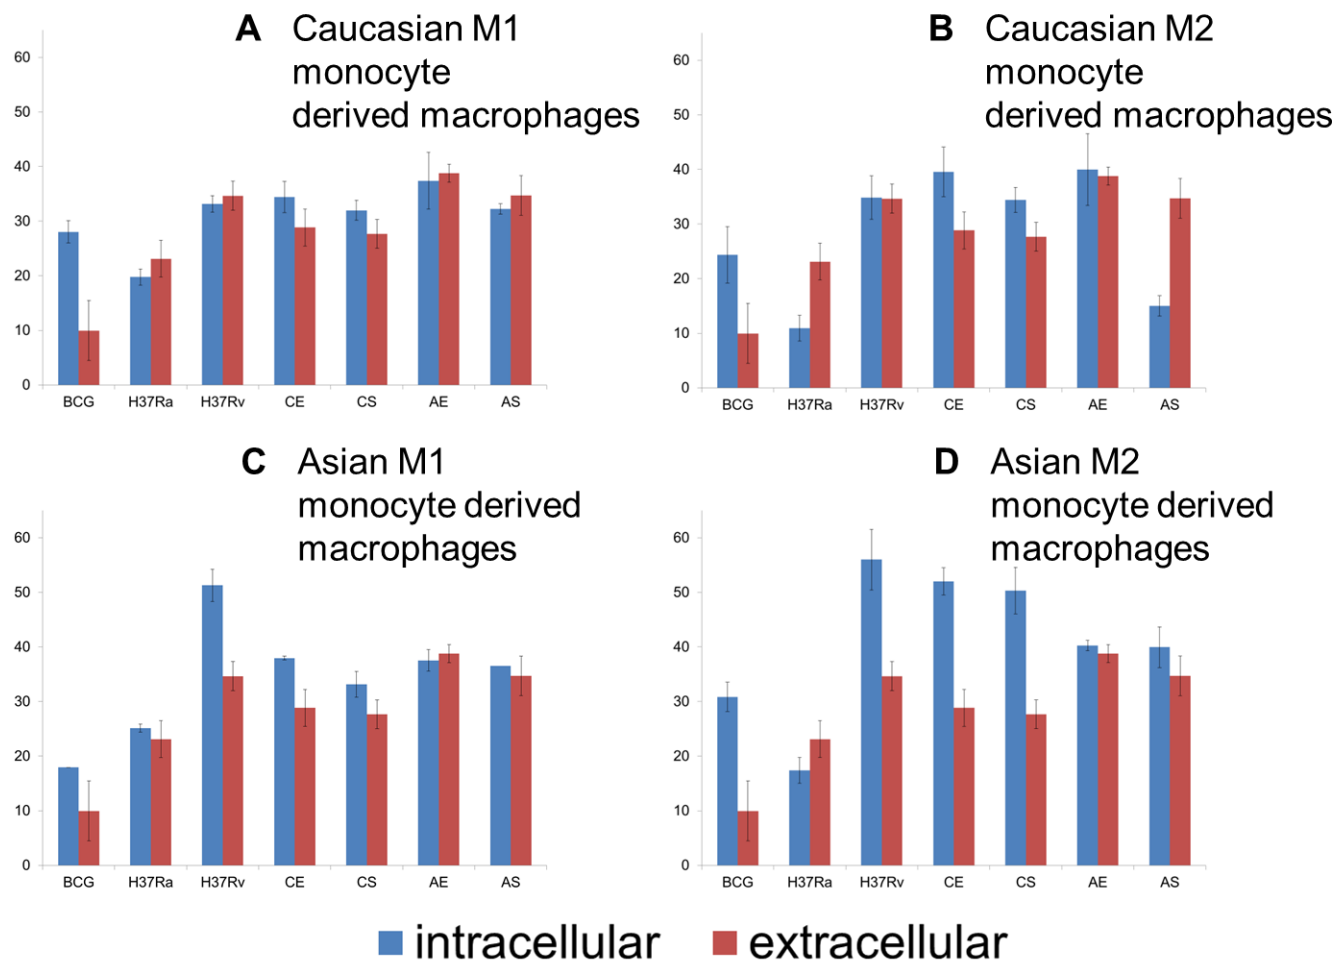 A Caucasian M1
monocyte
derived macrophages
60
50
40
30
20
10
0
BCG H37Ra H37Rv CE CS AE AS
B Caucasian M2
monocyte
derived macrophages
60
50
40
30
20
10
0
BCG H37Ra H37Rv CE CS AE AS
C Asian M1
monocyte derived
macrophages
60
50
40
30
20
10
0
BCG H37Ra H37Rv CE CS AE AS
D Asian M2
monocyte derived
macrophages
60
50
40
30
20
10
0
BCG H37Ra H37Rv CE CS AE AS
intracellular extracellular